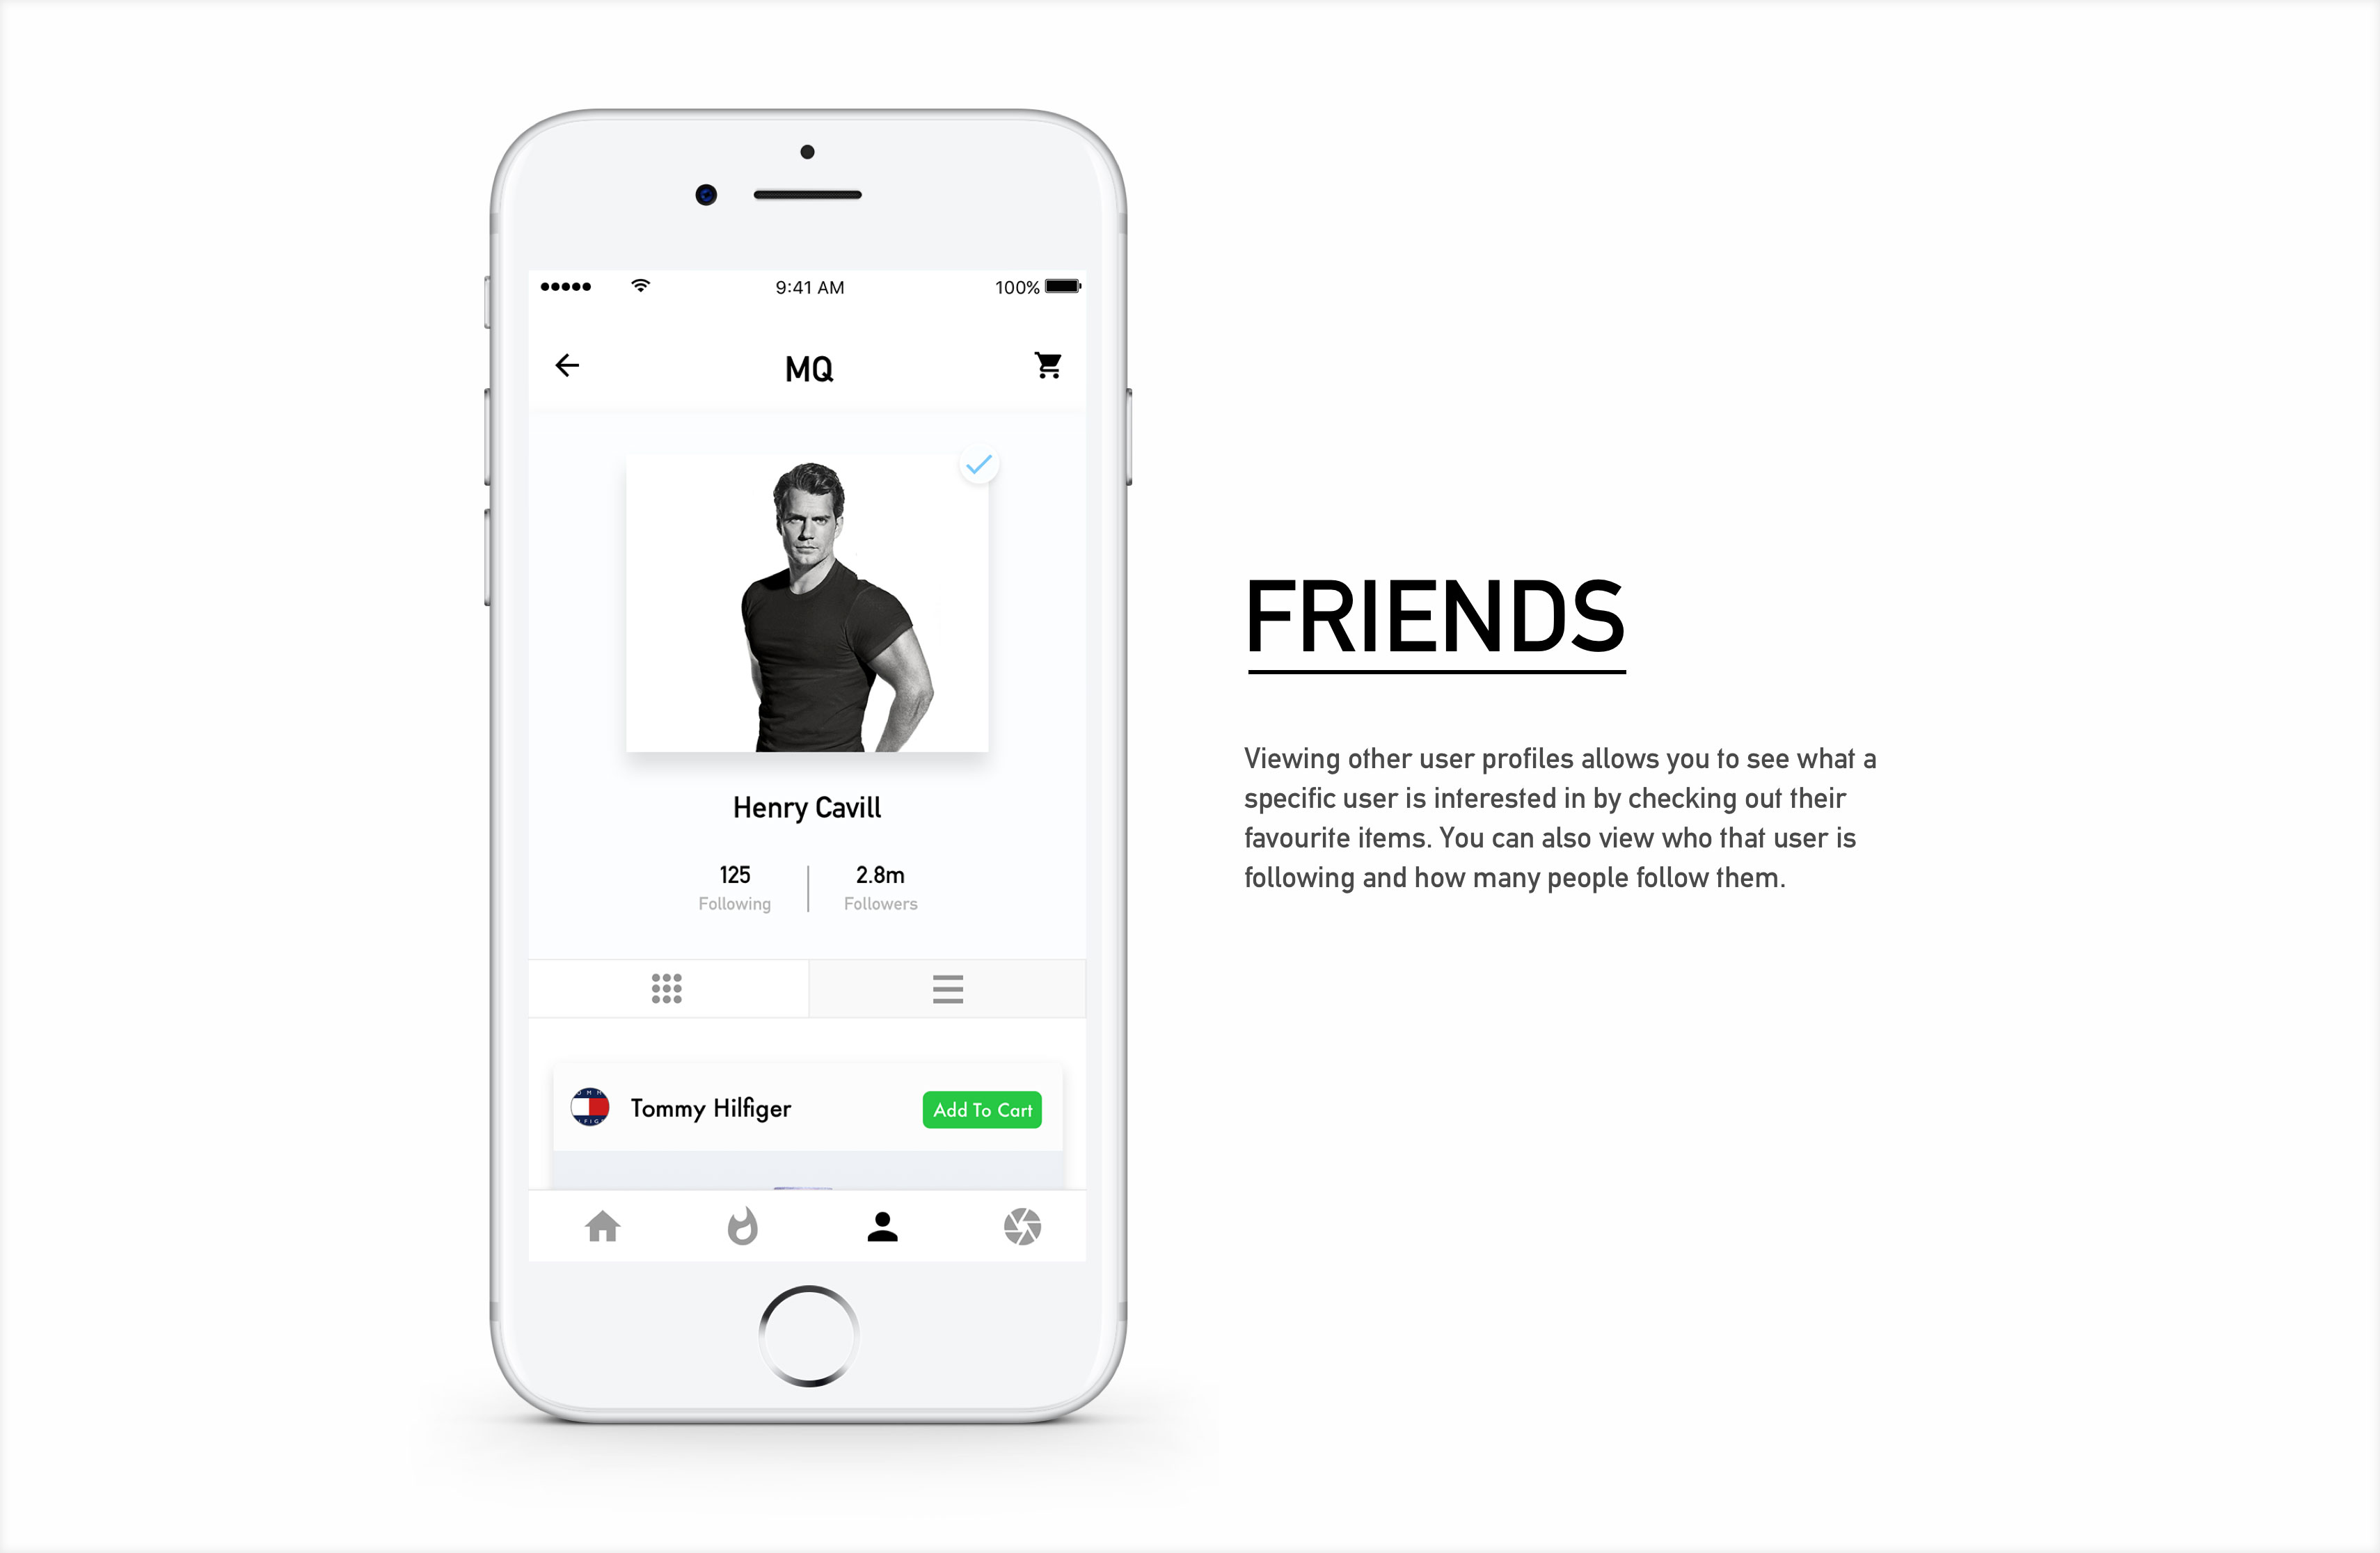 9:41 AM
100%
MQ
Henry Cavill
125
2.8m
Following
Followers
Tommy Hilfiger
Add To Cart
FRIENDS
Viewing other user profiles allows you to see what a
specific user is interested in by checking out their
favourite items. You can also view who that user is
following and how many people follow them.